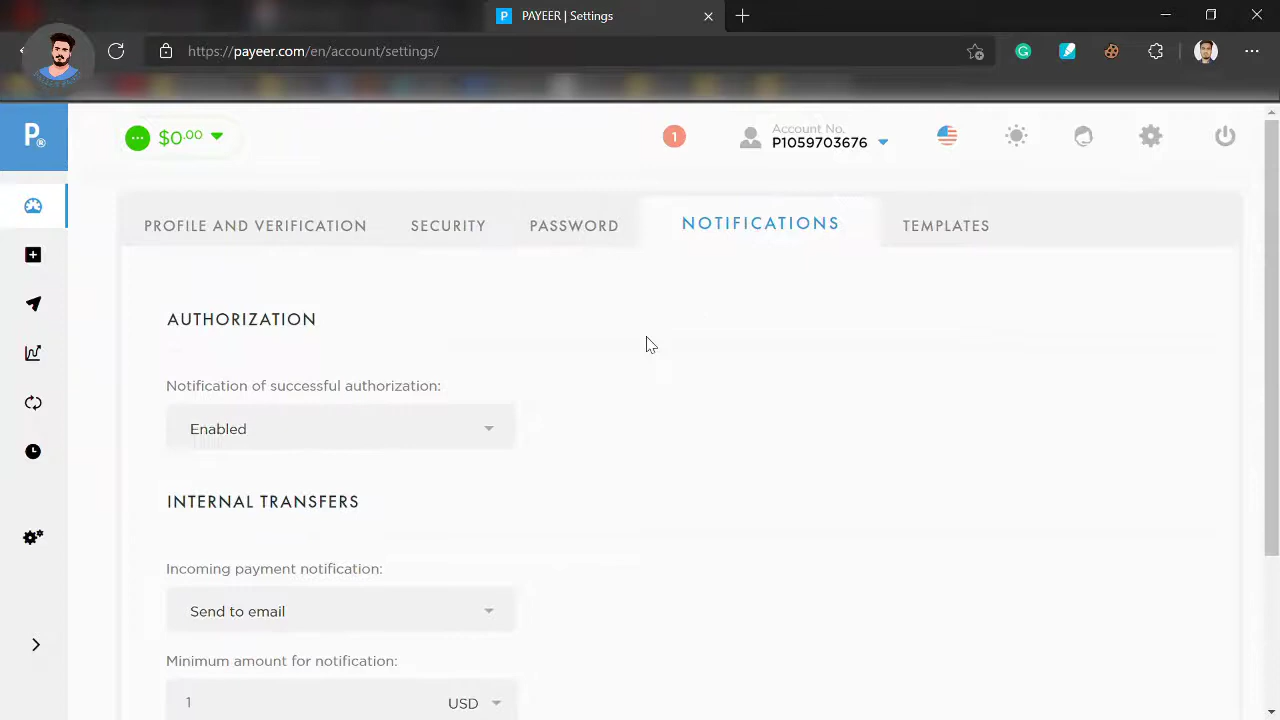 PAYEER | Settings
https://payeer.com/en/account/settings/
P
$0.00
1
Account No.
P1059703676
PROFILE AND VERIFICATION
SECURITY
PASSWORD
NOTIFICATIONS
TEMPLATES
AUTHORIZATION
Notification of successful authorization:
Enabled
INTERNAL TRANSFERS
Incoming payment notification:
Send to email
Minimum amount for notification:
1 USD